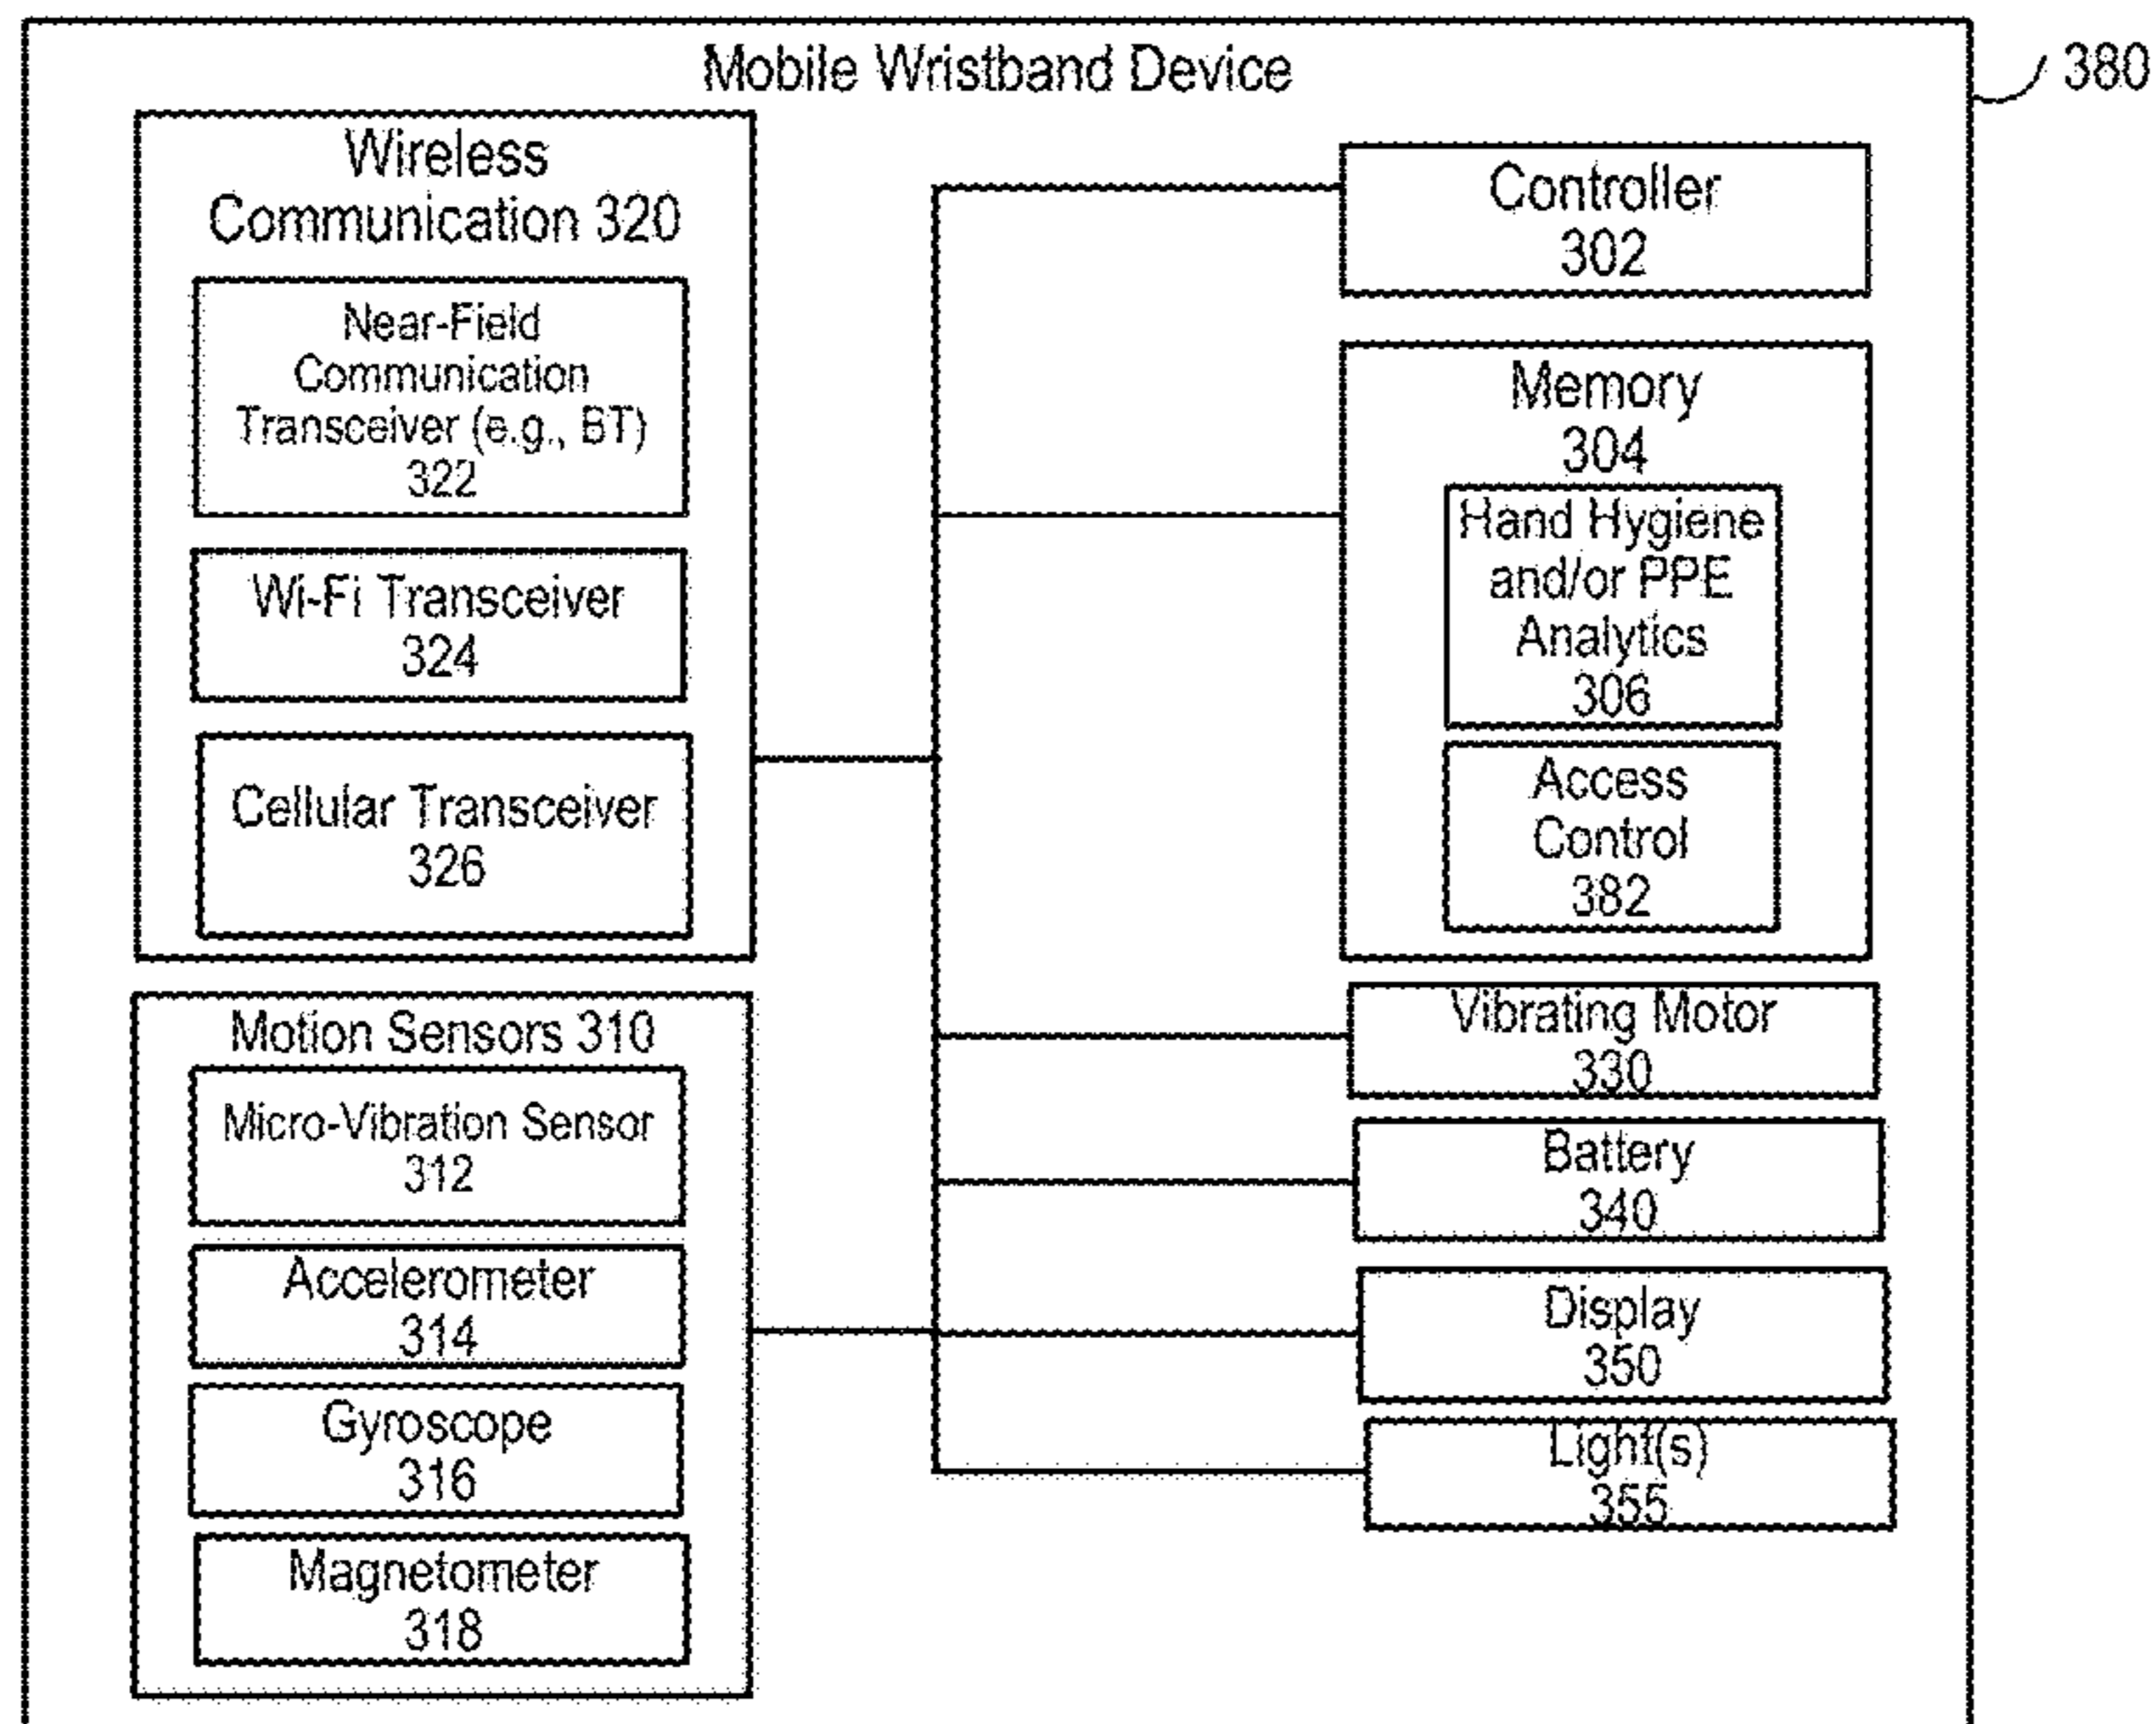 Mobile Wristband Device
380
Wireless
Communication 320
Near-Field
Communication
Transceiver (e.g., BT)
322
Wi-Fi Transceiver
324
Cellular Transceiver
326
Motion Sensors 310
Micro-Vibration Sensor
312
Accelerometer
314
Gyroscope
316
Magnetometer
318
Controller
302
Memory
304
Hand Hygiene
and/or PPE
Analytics
306
Access
Control
382
Vibrating Motor
330
Battery
340
Display
350
Light(s)
355